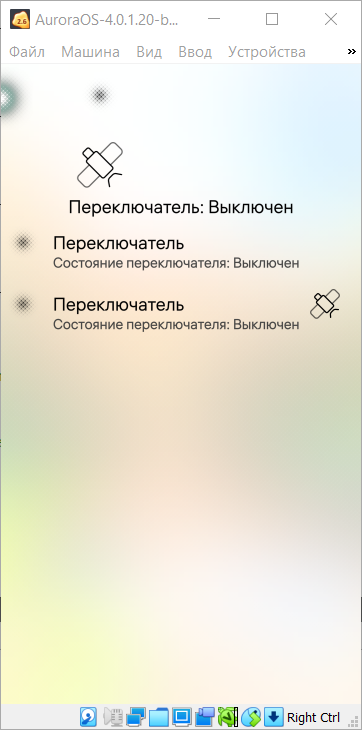 AuroraOS-4.0.1.20-b...
Файл Машина Вид Ввод Устройства »
Переключатель: Выключен
Переключатель
Состояние переключателя: Выключен
Переключатель
Состояние переключателя: Выключен
Right Ctrl